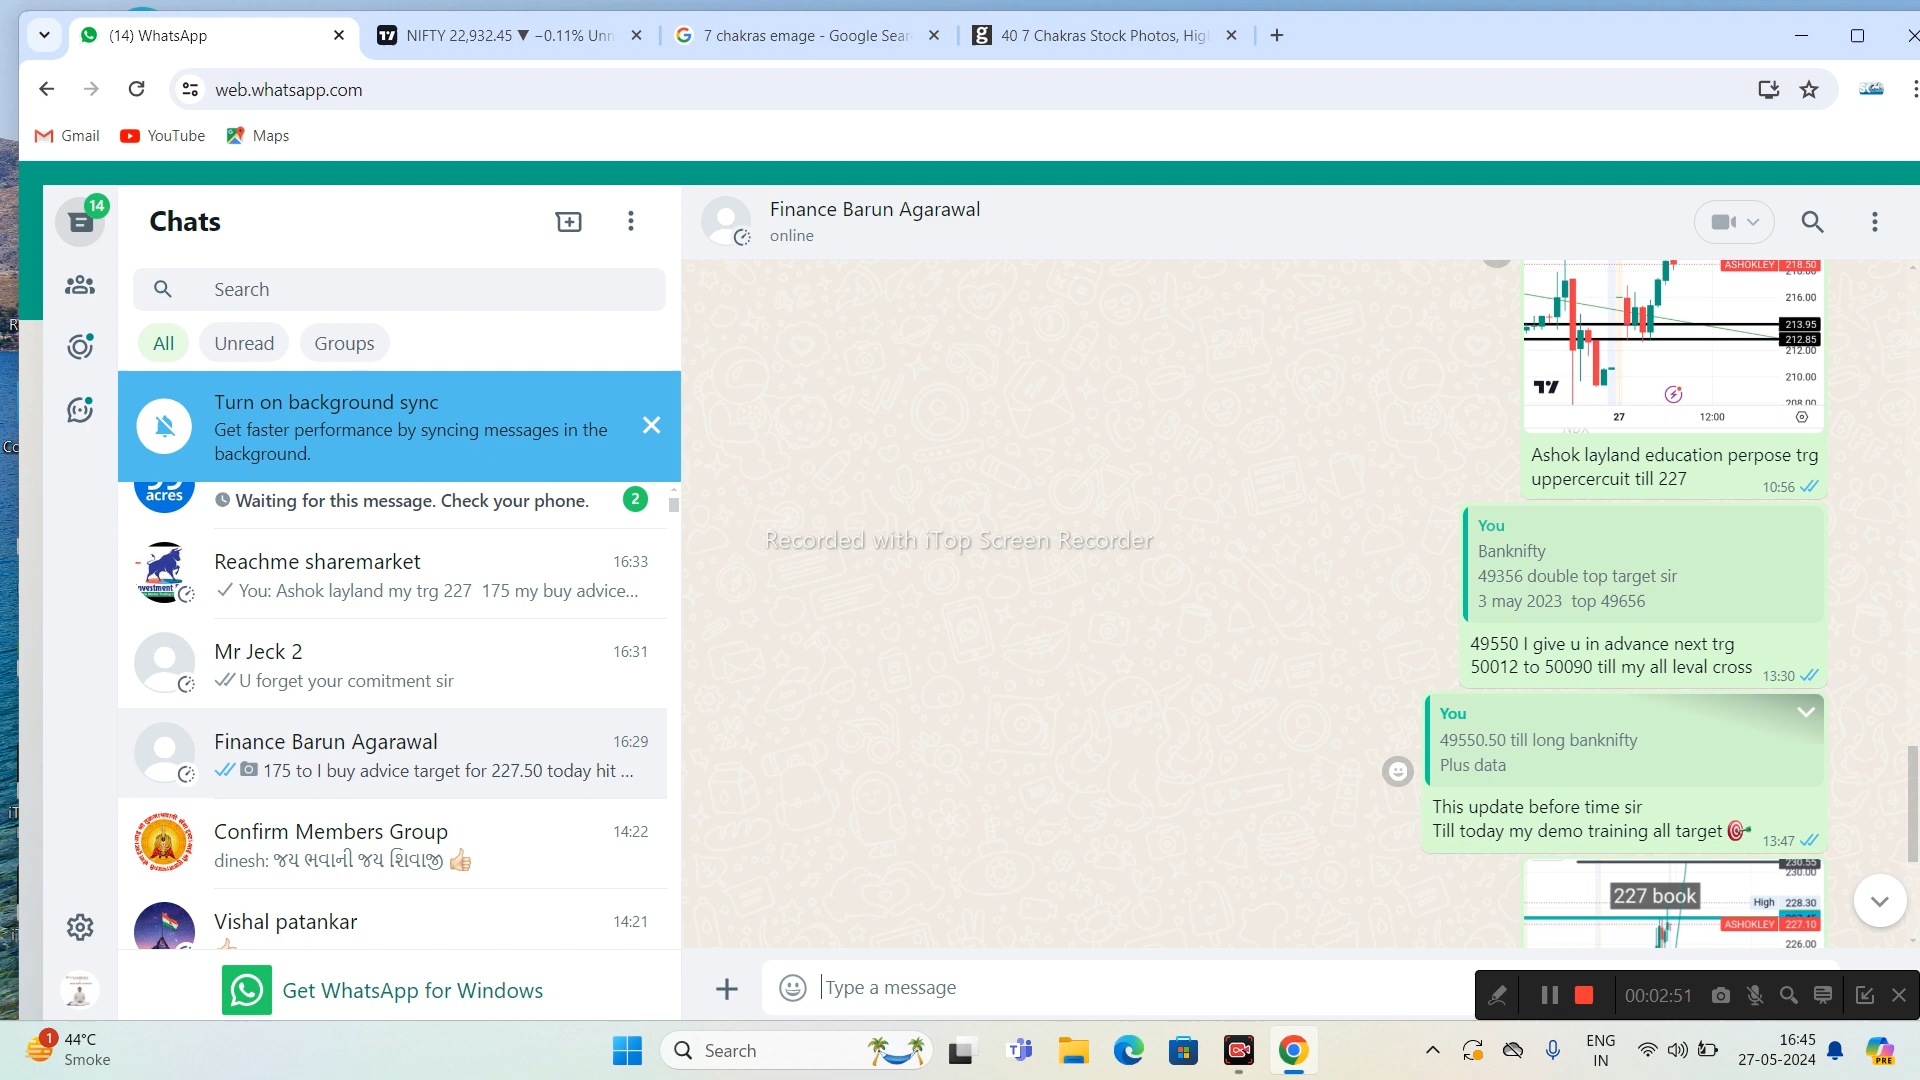 (14) WhatsApp
NIFTY 22,932.45 ▼ −0.11% Unn
7 chakras emage - Google Sear
40 7 Chakras Stock Photos, Hig
web.whatsapp.com
Gmail
YouTube
Maps
14
Chats
Search
All
Unread
Groups
Turn on background sync
Get faster performance by syncing messages in the
background.
acres
Waiting for this message. Check your phone.
2
Reachme sharemarket
16:33
You: Ashok layland my trg 227 175 my buy advice...
Mr Jeck 2
16:31
U forget your comitment sir
Finance Barun Agarawal
16:29
175 to I buy advice target for 227.50 today hit ...
Confirm Members Group
14:22
dinesh: જય ભવાની જય શિવાજી 👍🏻
Vishal patankar
14:21
Get WhatsApp for Windows
Finance Barun Agarawal
online
ASHOKLEY 218.50
216.00
213.95
212.85
212.00
210.00
208.00
27
12:00
Ashok layland education perpose trg
uppercercuit till 227
10:56
You
Banknifty
49356 double top target sir
3 may 2023 top 49656
49550 I give u in advance next trg
50012 to 50090 till my all leval cross
13:30
You
49550.50 till long banknifty
Plus data
This update before time sir
Till today my demo training all target 🎯
13:47
230.55
230.00
227 book
High 228.30
ASHOKLEY 227.10
226.00
Recorded with iTop Screen Recorder
Type a message
00:02:51
1
44°C
Smoke
Search
ENG
IN
16:45
27-05-2024
PRE